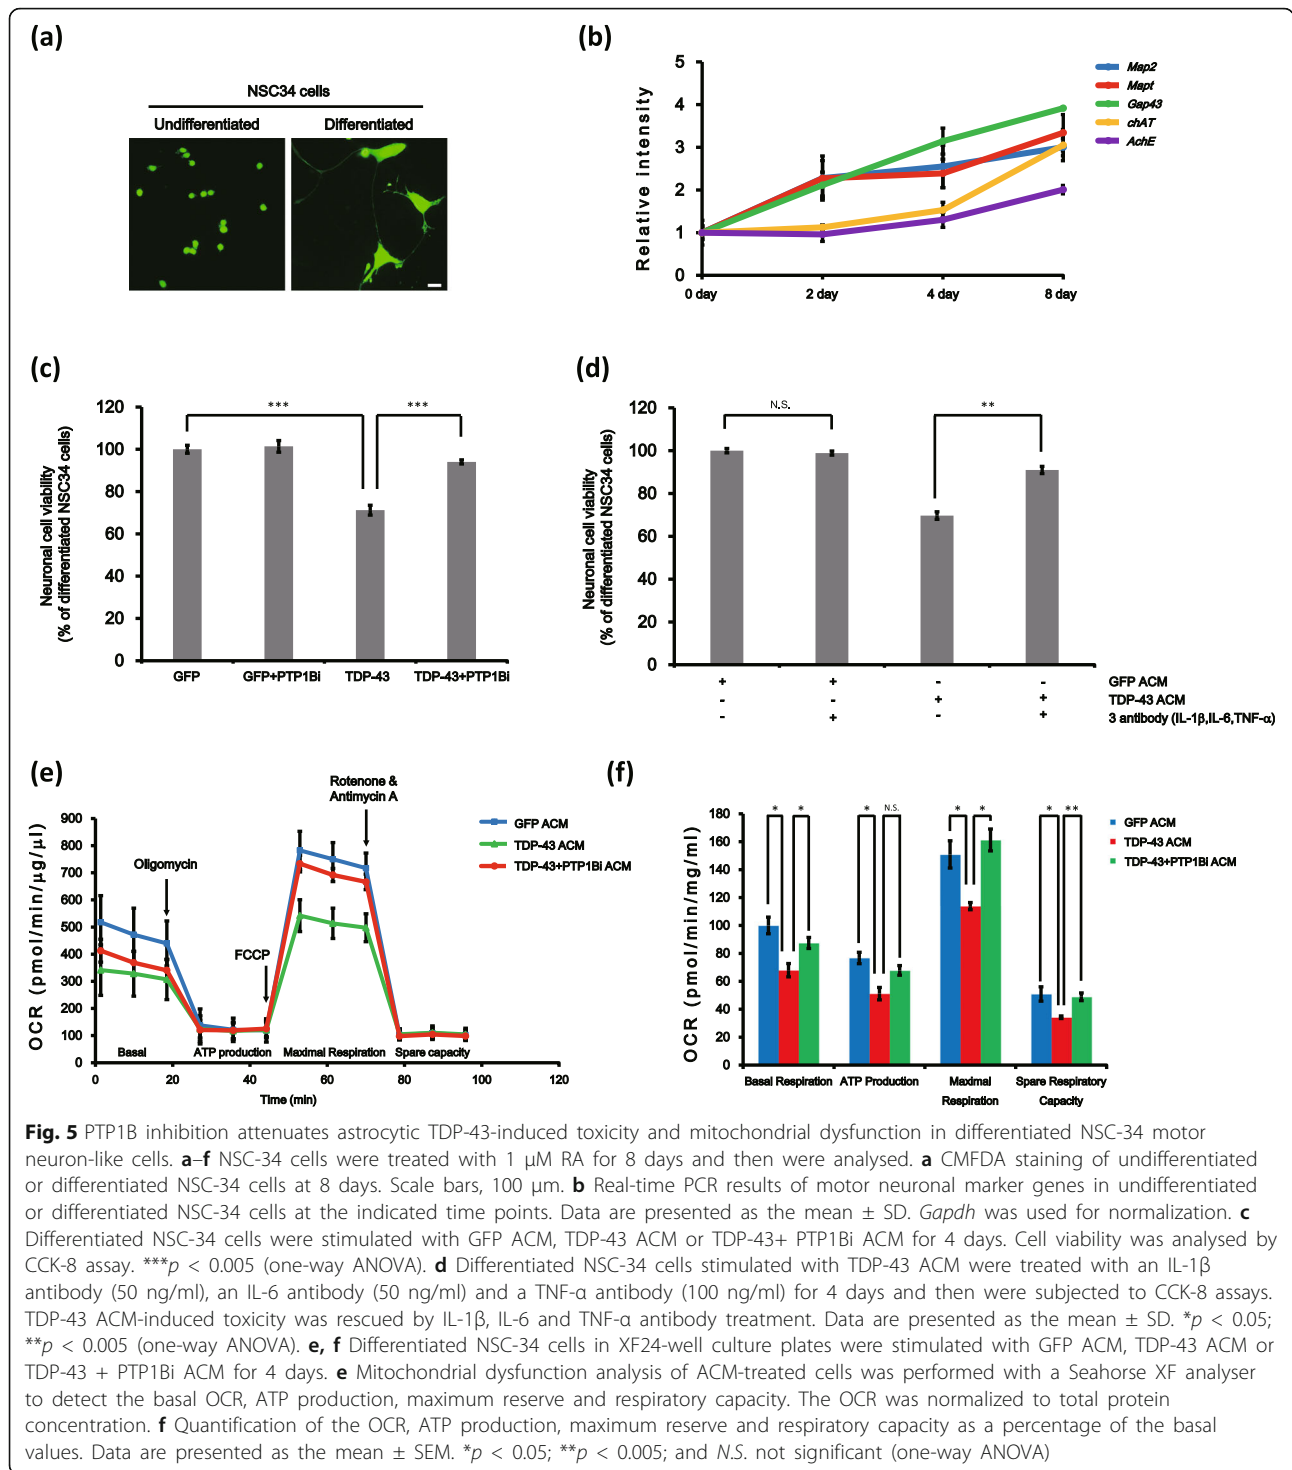 (a)
NSC34 cells
Undifferentiated Differentiated
(b)
Relative intensity
5
4
3
2
1
0
0 day 2 day 4 day 8 day
Map2
Mapt
Gap43
chAT
AchE
(c)
Neuronal cell viability
(% of differentiated NSC34 cells)
120
100
80
60
40
20
0
*** ***
GFP GFP+PTP1Bi TDP-43 TDP-43+PTP1Bi
(d)
Neuronal cell viability
(% of differentiated NSC34 cells)
120
100
80
60
40
20
0
N.S. **
+ + - - GFP ACM
- - + + TDP-43 ACM
- + - + 3 antibody (IL-1β,IL-6,TNF-α)
(e)
OCR (pmol/min/µg/µl)
900
800
700
600
500
400
300
200
100
0
Oligomycin
FCCP
Rotenone &
Antimycin A
GFP ACM
TDP-43 ACM
TDP-43+PTP1Bi ACM
Basal ATP production Maximal Respiration Spare capacity
0 20 40 60 80 100 120
Time (min)
(f)
OCR (pmol/min/mg/ml)
180
160
140
120
100
80
60
40
20
0
* * * N.S. * * * **
GFP ACM
TDP-43 ACM
TDP-43+PTP1Bi ACM
Basal Respiration ATP Production Maximal Spare Respiratory
Respiration Capacity
Fig. 5 PTP1B inhibition attenuates astrocytic TDP-43-induced toxicity and mitochondrial dysfunction in differentiated NSC-34 motor
neuron-like cells. a–f NSC-34 cells were treated with 1 µM RA for 8 days and then were analysed. a CMFDA staining of undifferentiated
or differentiated NSC-34 cells at 8 days. Scale bars, 100 µm. b Real-time PCR results of motor neuronal marker genes in undifferentiated
or differentiated NSC-34 cells at the indicated time points. Data are presented as the mean ± SD. Gapdh was used for normalization. c
Differentiated NSC-34 cells were stimulated with GFP ACM, TDP-43 ACM or TDP-43+ PTP1Bi ACM for 4 days. Cell viability was analysed by
CCK-8 assay. ***p < 0.005 (one-way ANOVA). d Differentiated NSC-34 cells stimulated with TDP-43 ACM were treated with an IL-1β
antibody (50 ng/ml), an IL-6 antibody (50 ng/ml) and a TNF-α antibody (100 ng/ml) for 4 days and then were subjected to CCK-8 assays.
TDP-43 ACM-induced toxicity was rescued by IL-1β, IL-6 and TNF-α antibody treatment. Data are presented as the mean ± SD. *p < 0.05;
**p < 0.005 (one-way ANOVA). e, f Differentiated NSC-34 cells in XF24-well culture plates were stimulated with GFP ACM, TDP-43 ACM or
TDP-43 + PTP1Bi ACM for 4 days. e Mitochondrial dysfunction analysis of ACM-treated cells was performed with a Seahorse XF analyser
to detect the basal OCR, ATP production, maximum reserve and respiratory capacity. The OCR was normalized to total protein
concentration. f Quantification of the OCR, ATP production, maximum reserve and respiratory capacity as a percentage of the basal
values. Data are presented as the mean ± SEM. *p < 0.05; **p < 0.005; and N.S. not significant (one-way ANOVA)